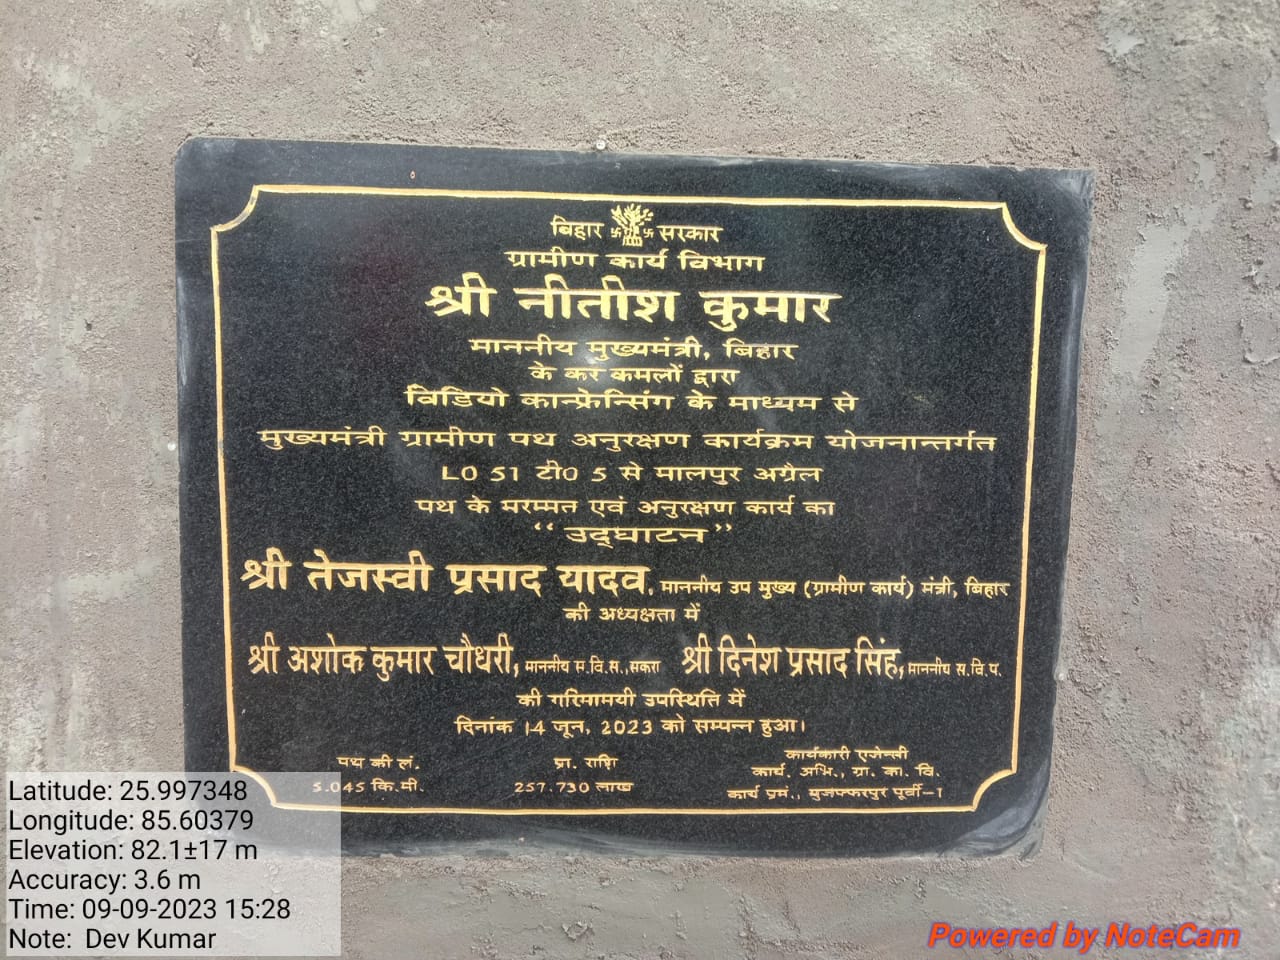 बिहार सरकार
ग्रामीण कार्य विभाग
श्री नीतीश कुमार
माननीय मुख्यमंत्री, बिहार
के कर कमलों द्वारा
विडियो कान्फ्रेन्सिंग के माध्यम से
मुख्यमंत्री ग्रामीण पथ अनुरक्षण कार्यक्रम योजनान्तर्गत
L0 51 टी0 5 से मालपुर अग्रैल
पथ के मरम्मत एवं अनुरक्षण कार्य का
“उद्घाटन”
श्री तेजस्वी प्रसाद यादव, माननीय उप मुख्य (ग्रामीण कार्य) मंत्री, बिहार
की अध्यक्षता में
श्री अशोक कुमार चौधरी, माननीय स.वि.स., सकरा श्री दिनेश प्रसाद सिंह, माननीय स.वि.प.
की गरिमामयी उपस्थिति में
दिनांक 14 जून, 2023 को सम्पन्न हुआ।
पथ की लं. प्रा. राशि कार्यकारी एजेन्सी
5.045 कि.मी. 257.730 लाख कार्य. अभि., ग्रा. का. वि.
कार्य प्रमं., मुजफ्फरपुर पूर्वी-1
Latitude: 25.997348
Longitude: 85.60379
Elevation: 82.1±17 m
Accuracy: 3.6 m
Time: 09-09-2023 15:28
Note: Dev Kumar
Powered by NoteCam